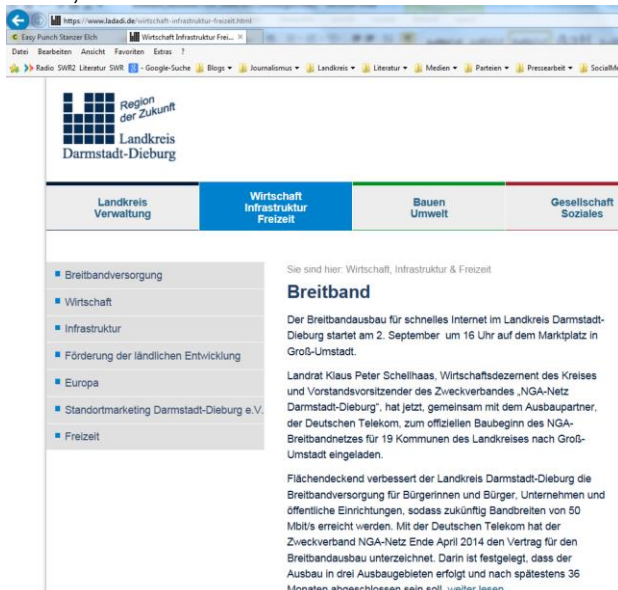 https://www.ladadi.de/wirtschaft-infrastruktur-freizeit.html
Easy Punch Stanzer Elch
Wirtschaft Infrastruktur Frei... ×
Datei Bearbeiten Ansicht Favoriten Extras ?
Radio SWR2 Literatur SWR - Google-Suche Blogs Journalismus Landkreis Literatur Medien Parteien Pressearbeit SocialMe
Region
der Zukunft
Landkreis
Darmstadt-Dieburg
Landkreis
Verwaltung
Wirtschaft
Infrastruktur
Freizeit
Bauen
Umwelt
Gesellschaft
Soziales
Breitbandversorgung
Wirtschaft
Infrastruktur
Förderung der ländlichen Entwicklung
Europa
Standortmarketing Darmstadt-Dieburg e.V.
Freizeit
Sie sind hier: Wirtschaft, Infrastruktur & Freizeit
Breitband
Der Breitbandausbau für schnelles Internet im Landkreis Darmstadt-
Dieburg startet am 2. September um 16 Uhr auf dem Marktplatz in
Groß-Umstadt.
Landrat Klaus Peter Schellhaas, Wirtschaftsdezernent des Kreises
und Vorstandsvorsitzender des Zweckverbandes „NGA-Netz
Darmstadt-Dieburg“, hat jetzt, gemeinsam mit dem Ausbaupartner,
der Deutschen Telekom, zum offiziellen Baubeginn des NGA-
Breitbandnetzes für 19 Kommunen des Landkreises nach Groß-
Umstadt eingeladen.
Flächendeckend verbessert der Landkreis Darmstadt-Dieburg die
Breitbandversorgung für Bürgerinnen und Bürger, Unternehmen und
öffentliche Einrichtungen, sodass zukünftig Bandbreiten von 50
Mbit/s erreicht werden. Mit der Deutschen Telekom hat der
Zweckverband NGA-Netz Ende April 2014 den Vertrag für den
Breitbandausbau unterzeichnet. Darin ist festgelegt, dass der
Ausbau in drei Ausbaugebieten erfolgt und nach spätestens 36
Monaten abgeschlossen sein soll. weiter lesen